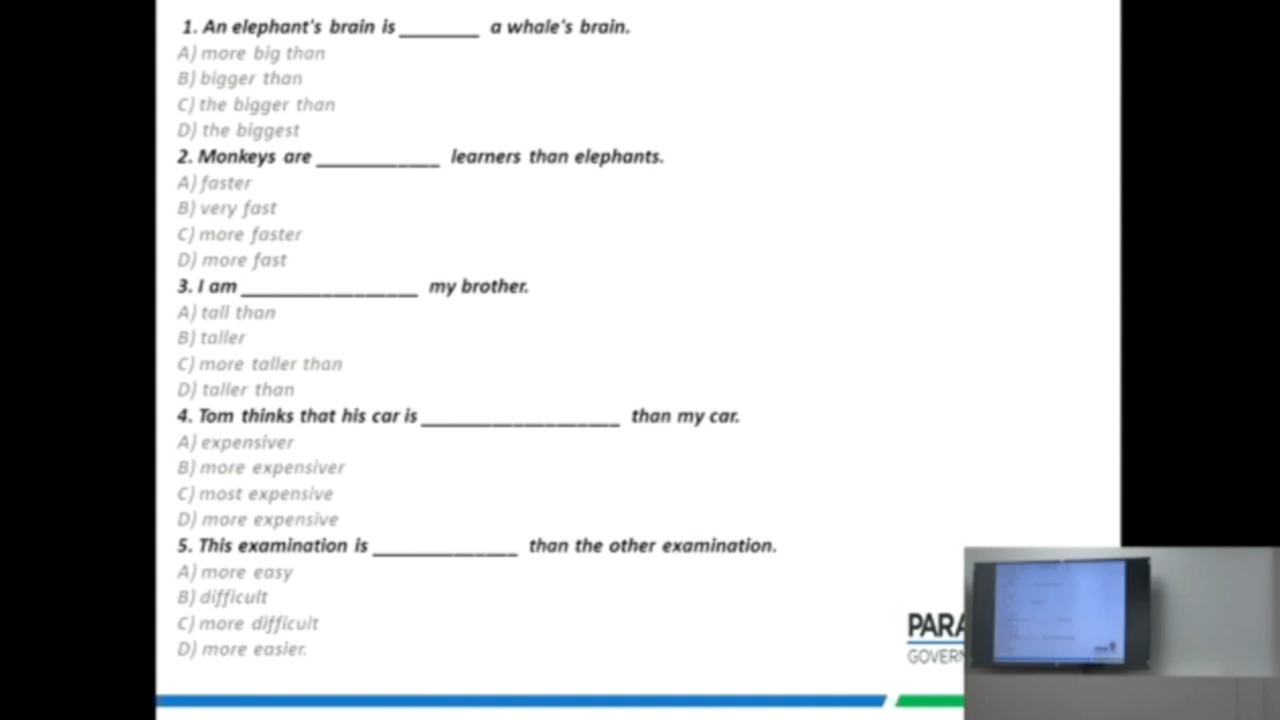 1. An elephant's brain is ________ a whale's brain.
A) more big than
B) bigger than
C) the bigger than
D) the biggest
2. Monkeys are ____________ learners than elephants.
A) faster
B) very fast
C) more faster
D) more fast
3. I am _________________ my brother.
A) tall than
B) taller
C) more taller than
D) taller than
4. Tom thinks that his car is ___________________ than my car.
A) expensiver
B) more expensiver
C) most expensive
D) more expensive
5. This examination is ______________ than the other examination.
A) more easy
B) difficult
C) more difficult
D) more easier.